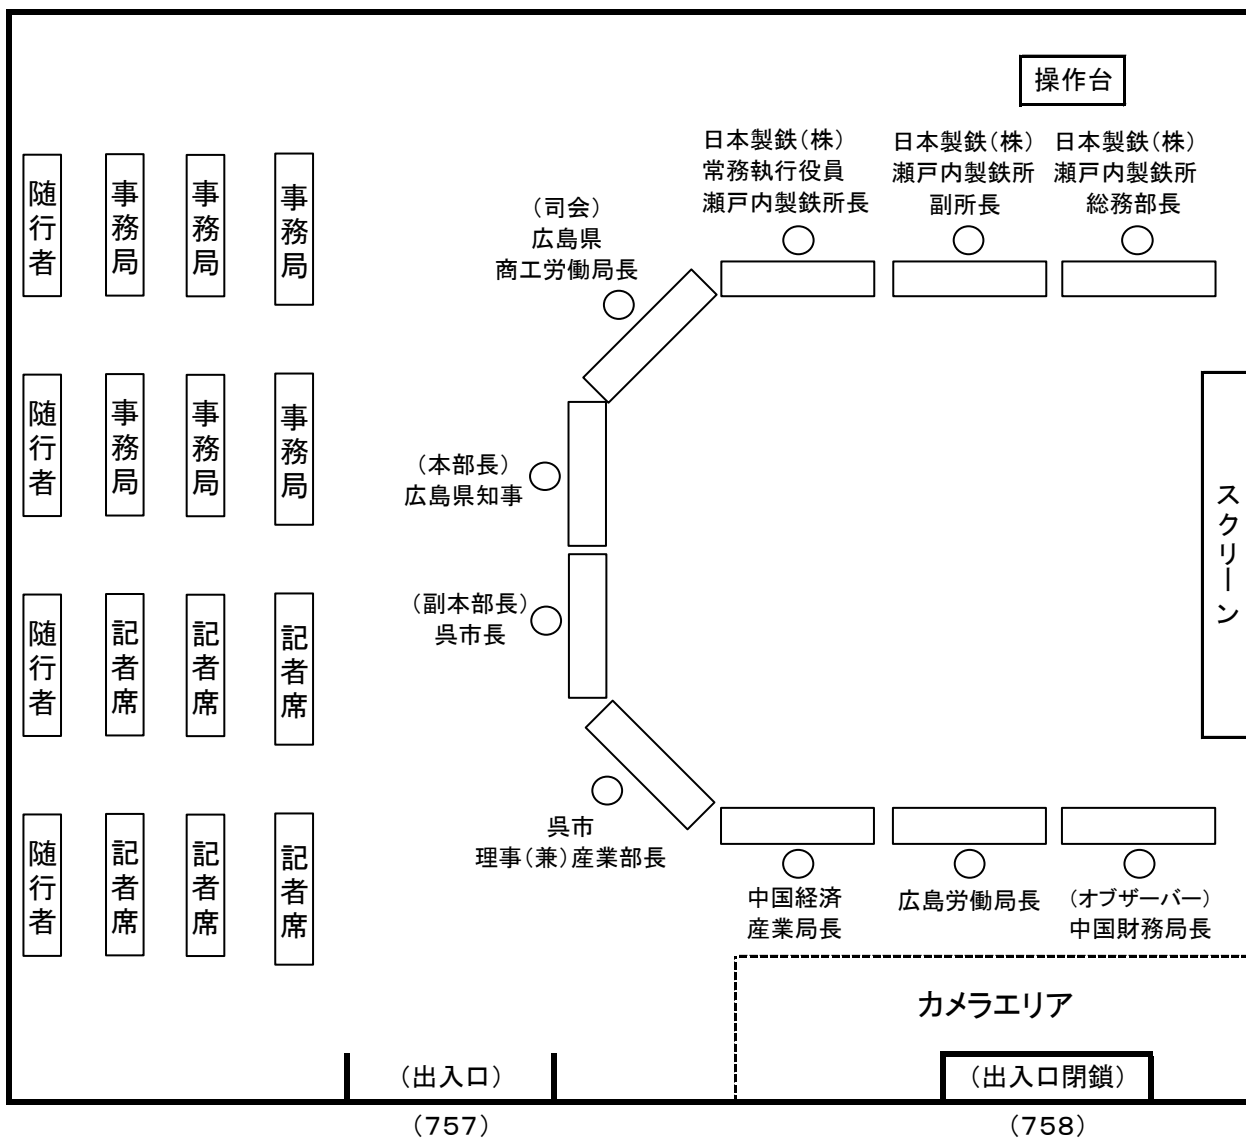 操作台
日本製鉄(株)
常務執行役員
瀬戸内製鉄所長
日本製鉄(株)
瀬戸内製鉄所
副所長
日本製鉄(株)
瀬戸内製鉄所
総務部長
(司会)
広島県
商工労働局長
随行者
事務局
事務局
事務局
随行者
事務局
事務局
事務局
(本部長)
広島県知事
スクリーン
(副本部長)
呉市長
随行者
記者席
記者席
記者席
呉市
理事(兼)産業部長
随行者
記者席
記者席
記者席
中国経済
産業局長
広島労働局長
(オブザーバー)
中国財務局長
カメラエリア
(出入口)
(出入口閉鎖)
(757)
(758)